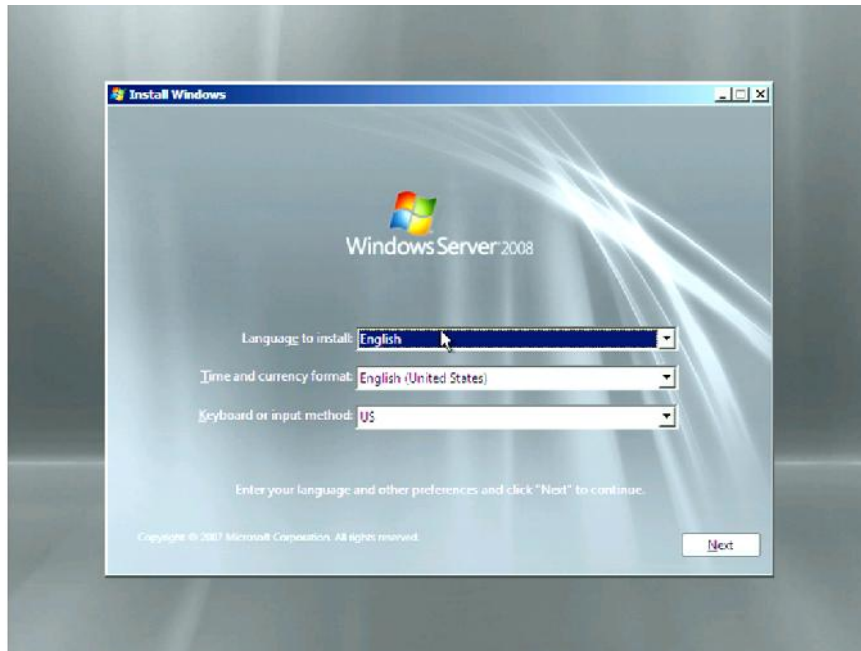 Install Windows
Windows Server 2008
Language to install: English
Time and currency format: English (United States)
Keyboard or input method: US
Enter your language and other preferences and click "Next" to continue.
Copyright © 2007 Microsoft Corporation. All rights reserved.
Next